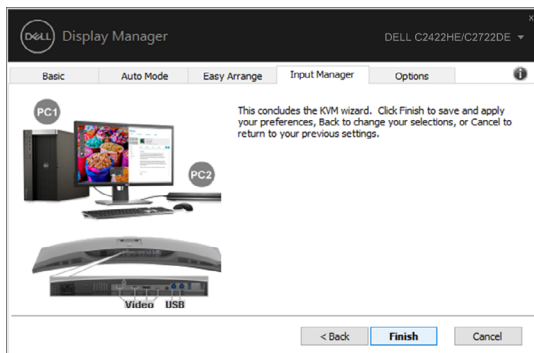 x
DELL Display Manager
DELL C2422HE/C2722DE
Basic
Auto Mode
Easy Arrange
Input Manager
Options
PC1
This concludes the KVM wizard. Click Finish to save and apply
your preferences, Back to change your selections, or Cancel to
return to your previous settings.
PC2
Video USB
< Back
Finish
Cancel